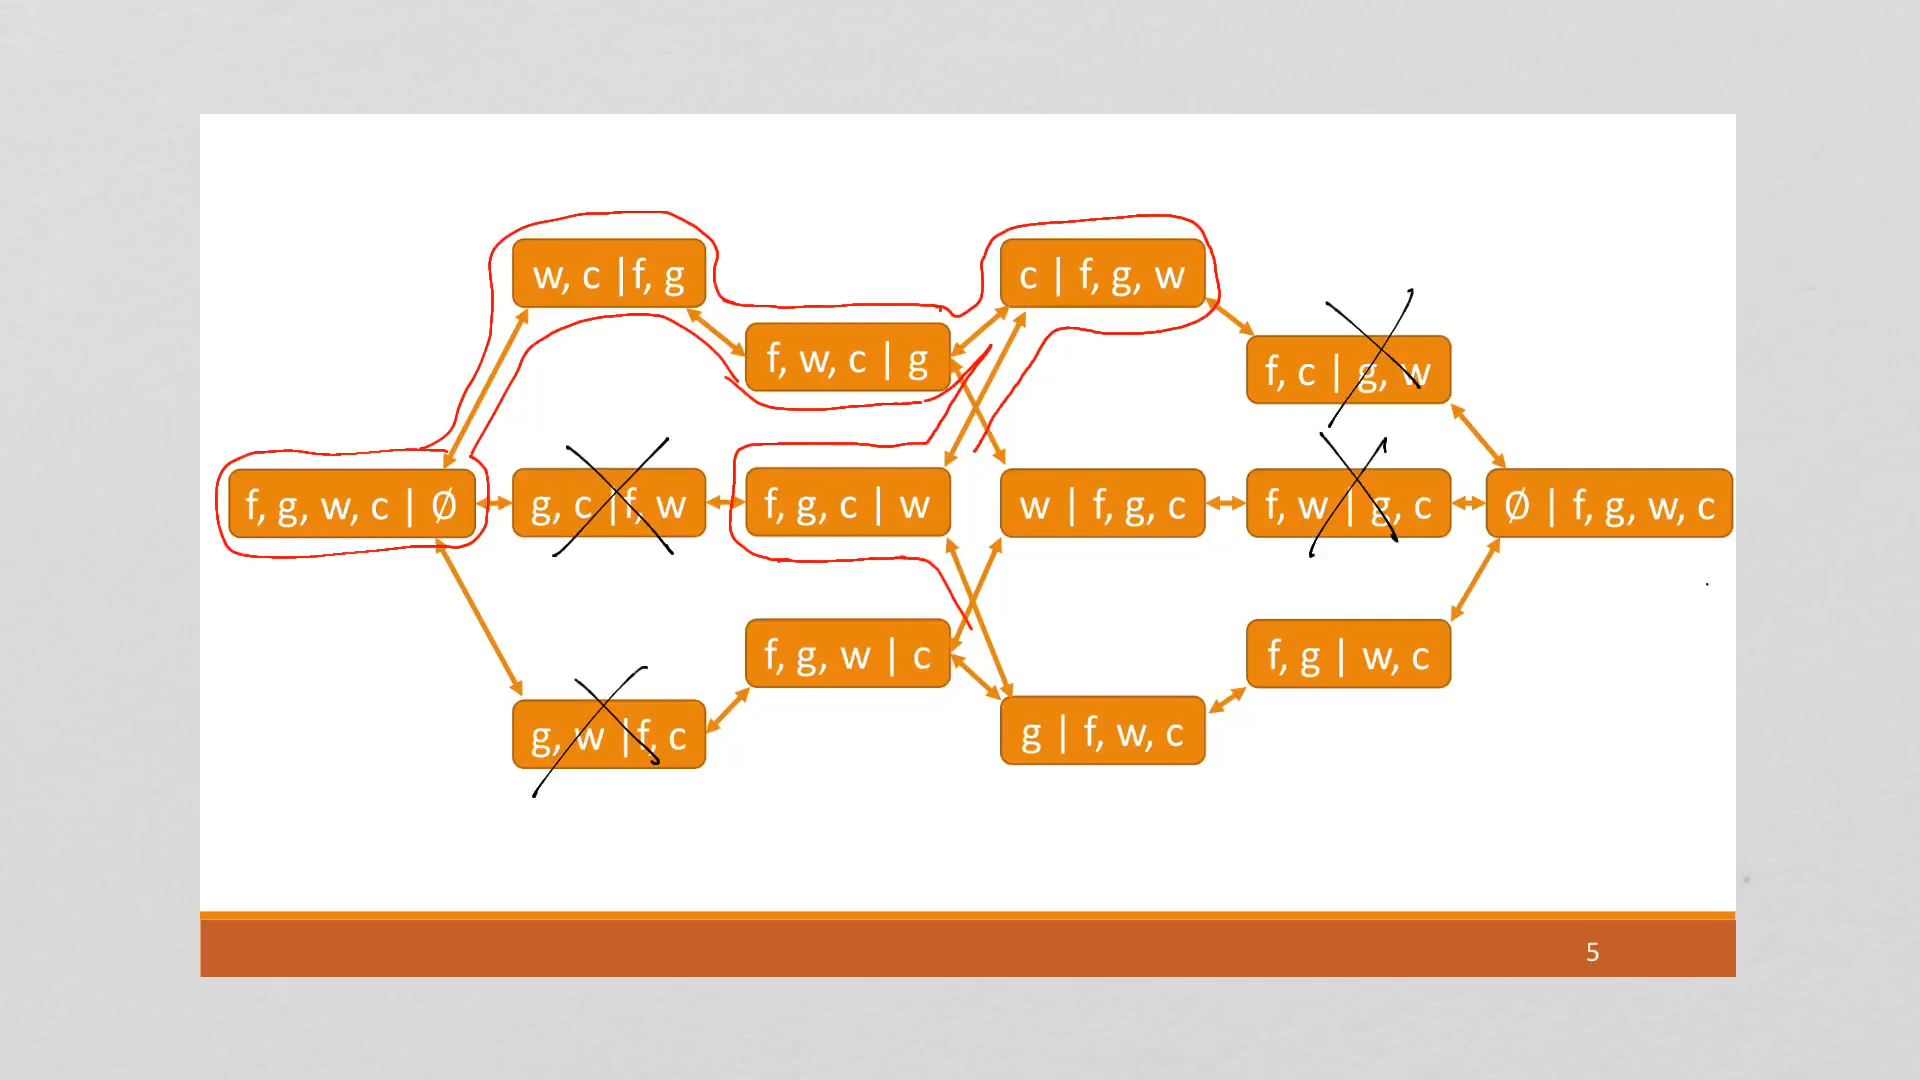 w, c |f, g
c | f, g, w
f, w, c | g
f, c | g, w
f, g, w, c | Ø
g, c |f, w
f, g, c | w
w | f, g, c
f, w | g, c
Ø | f, g, w, c
f, g, w | c
f, g | w, c
g, w |f, c
g | f, w, c
5